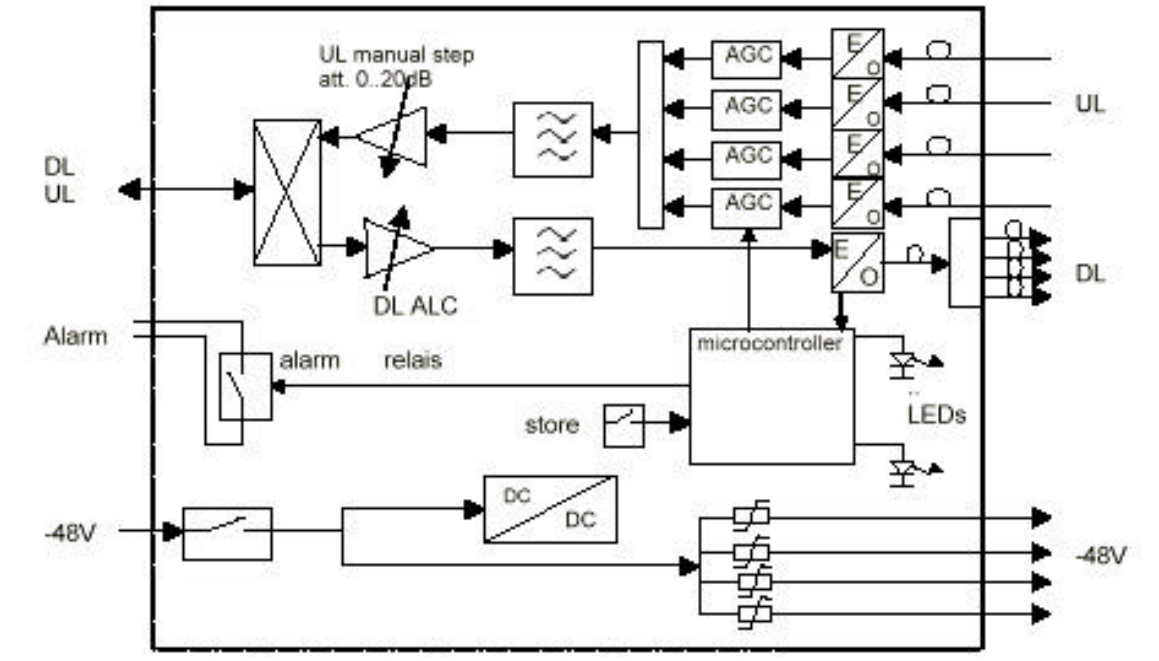 UL manual step
att. 0..20dB
AGC
E
o
AGC
E
o
UL
AGC
E
o
DL
UL
AGC
E
o
E
O
DL
DL ALC
Alarm
microcontroller
alarm relais
LEDs
store
DC
DC
-48V
-48V